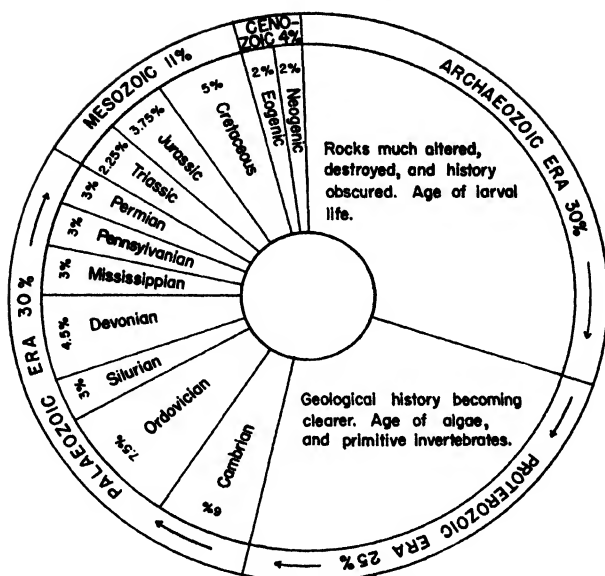 CENO-
ZOIC 4%
MESOZOIC 11%
ARCHAEOZOIC ERA 30%
2%
Eogenic
2%
Neogenic
5%
Cretaceous
3.75%
Jurassic
2.25%
Triassic
3%
Permian
3%
Pennsylvanian
3%
Mississippian
4.5%
Devonian
3%
Silurian
7.5%
Ordovician
6%
Cambrian
Rocks much altered,
destroyed, and history
obscured. Age of larval
life.
Geological history becoming
clearer. Age of algae,
and primitive invertebrates.
PALAEOZOIC ERA 30%
PROTEROZOIC ERA 25%